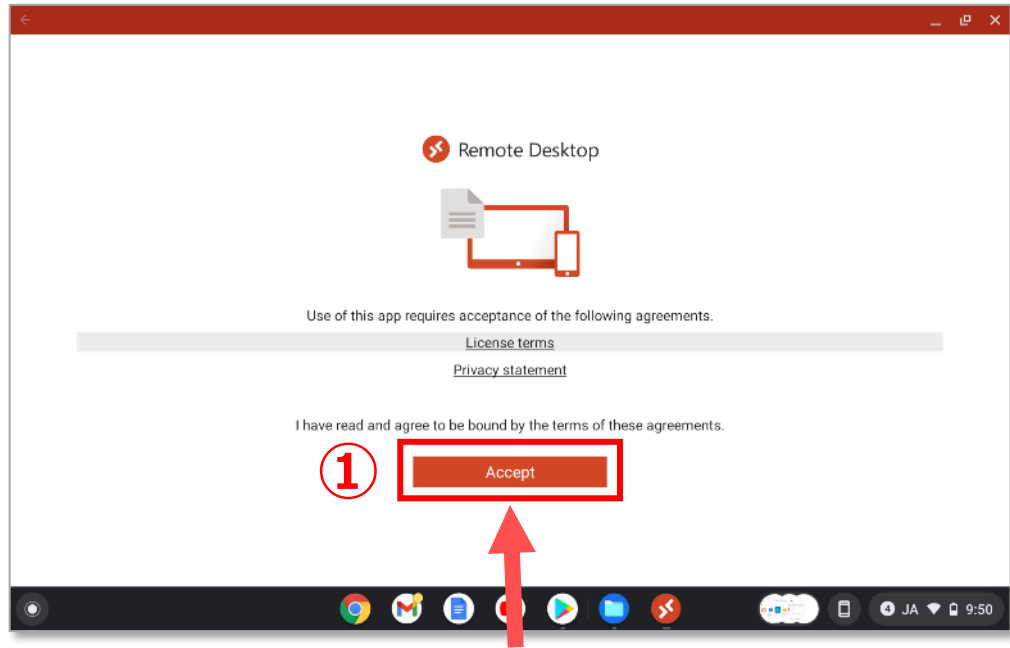 Remote Desktop
Use of this app requires acceptance of the following agreements.
License terms
Privacy statement
I have read and agree to be bound by the terms of these agreements.
①
Accept
4 JA 9:50